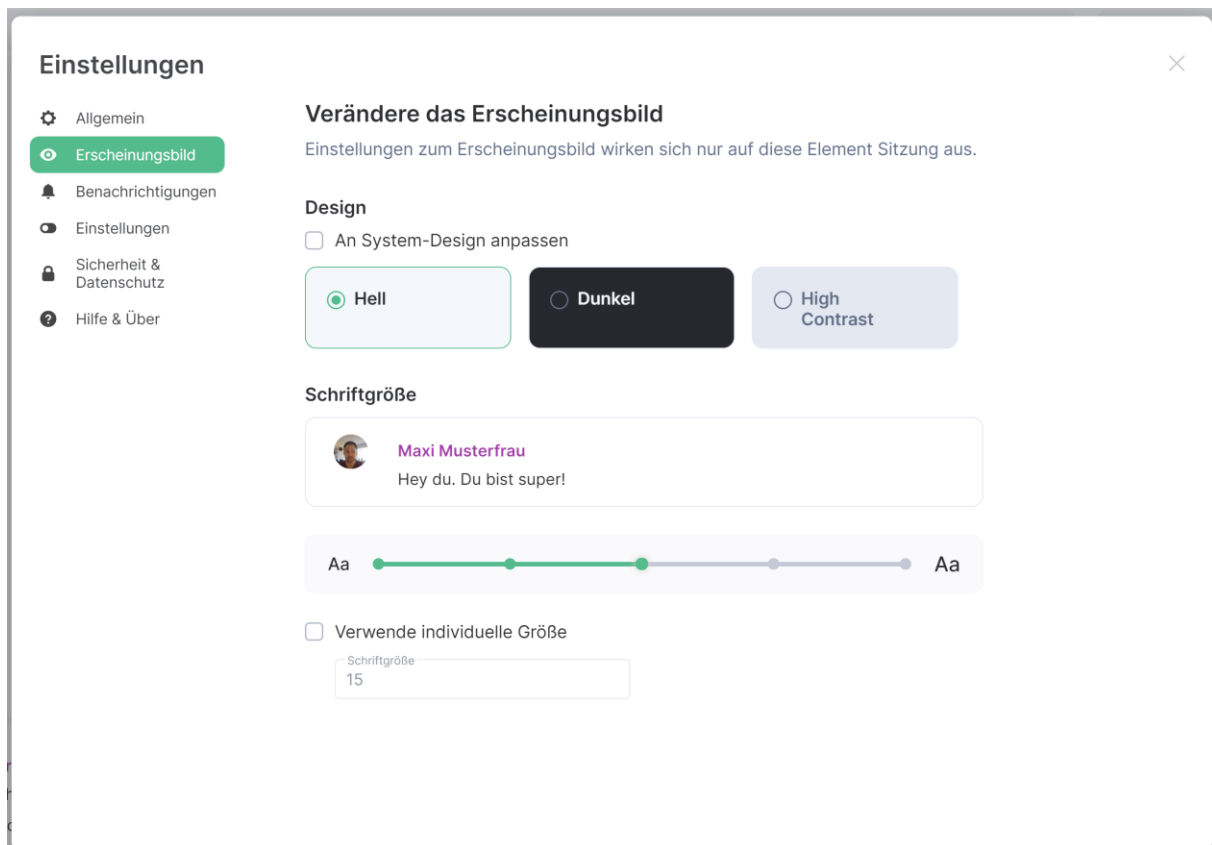 Einstellungen
Allgemein
Erscheinungsbild
Benachrichtigungen
Einstellungen
Sicherheit &
Datenschutz
Hilfe & Über
Verändere das Erscheinungsbild
Einstellungen zum Erscheinungsbild wirken sich nur auf diese Element Sitzung aus.
Design
An System-Design anpassen
Hell
Dunkel
High
Contrast
Schriftgröße
Maxi Musterfrau
Hey du. Du bist super!
Aa Aa
Verwende individuelle Größe
Schriftgröße
15